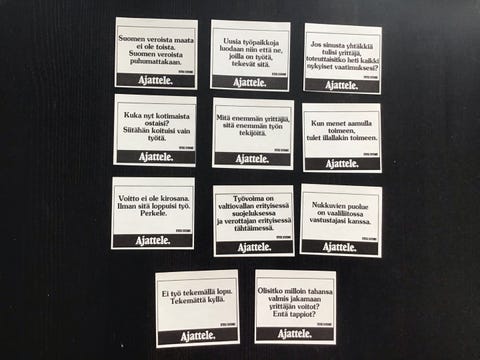 Suomen veroista maata
ei ole toista.
Suomen veroista
puhumattakaan.
Ajattele.
Uusia työpaikkoja
luodaan niin että ne,
joilla on työtä,
tekevät sitä.
Ajattele.
Jos sinusta yhtäkkiä
tulisi yrittäjä,
toteuttaisitko heti kaikki
nykyiset vaatimuksesi?
Ajattele.
Kuka nyt kotimaista
ostaisi?
Siitähän koituisi vain
työtä.
Ajattele.
Mitä enemmän yrittäjiä,
sitä enemmän työn
tekijöitä.
Ajattele.
Kun menet aamulla
toimeen,
tulet illallakin toimeen.
Ajattele.
Voitto ei ole kirosana.
Ilman sitä loppuisi työ.
Perkele.
Ajattele.
Työvoima on
valtiovallan erityisessä
suojeluksessa
ja verottajan erityisessä
tähtäimessä.
Ajattele.
Nukkuvien puolue
on vaaliliitossa
vastustajasi kanssa.
Ajattele.
Ei työ tekemällä lopu.
Tekemättä kyllä.
Ajattele.
Olisitko milloin tahansa
valmis jakamaan
yrittäjän voitot?
Entä tappiot?
Ajattele.